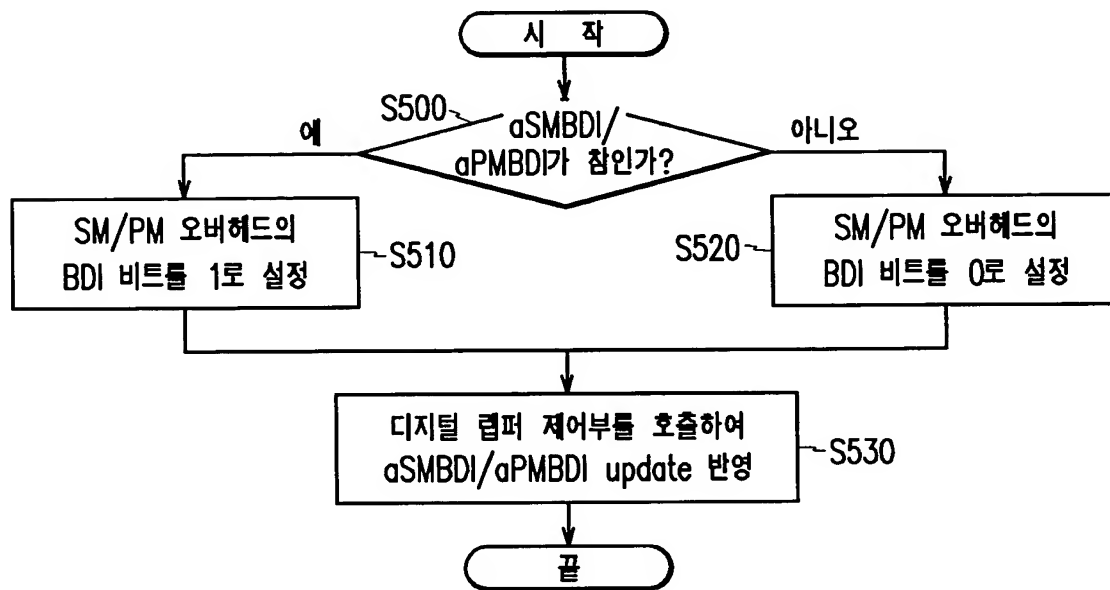 시 작
S500
aSMBDI/
aPMBDI가 참인가?
예
아니오
SM/PM 오버헤드의
BDI 비트를 1로 설정
S510
S520
SM/PM 오버헤드의
BDI 비트를 0로 설정
디지털 랩퍼 제어부를 호출하여
aSMBDI/aPMBDI update 반영
S530
끝